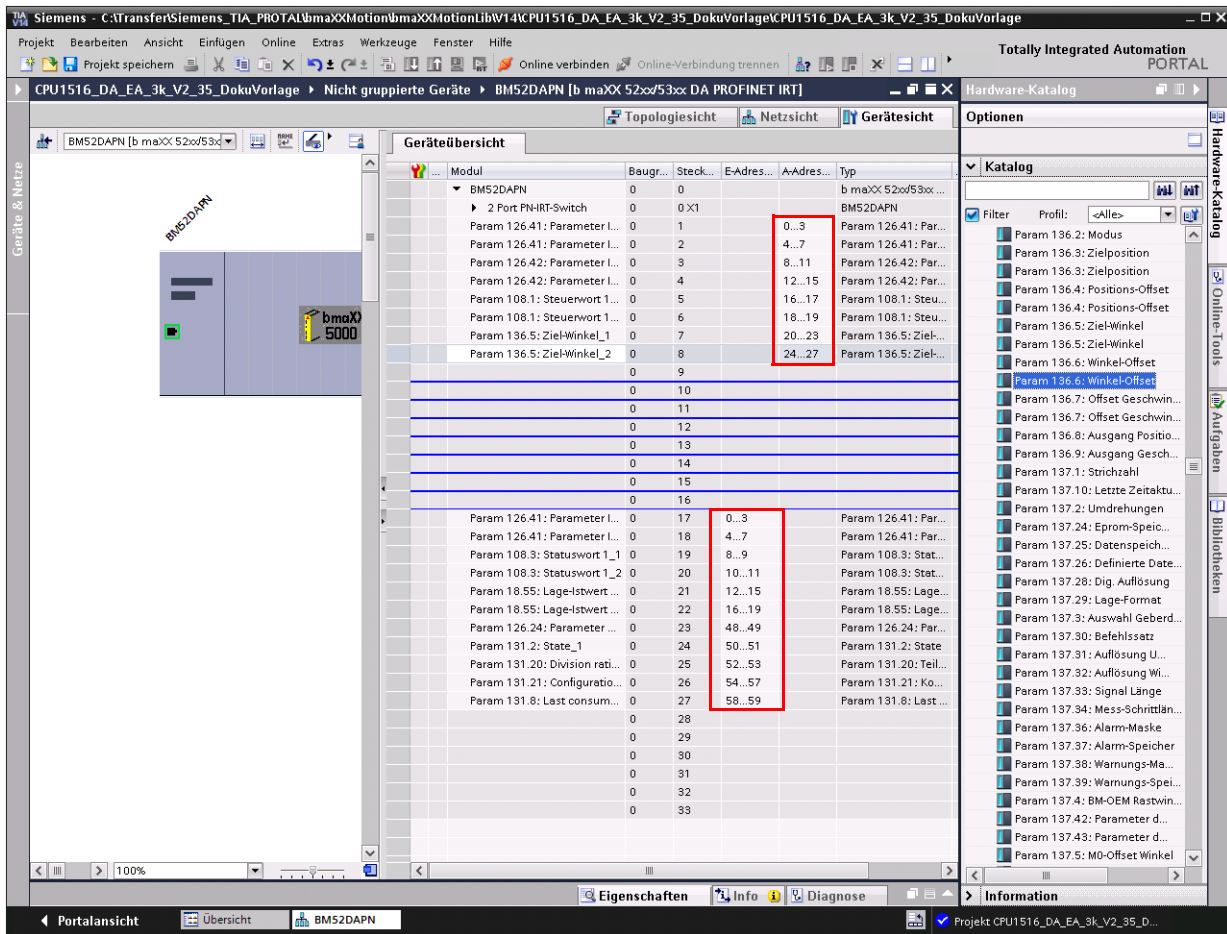 Siemens - C:\Transfer\Siemens_TIA_PROTAL\bmaXXMotion\bmaXXMotionLib\V14\CPU1516_DA_EA_3k_V2_35_DokuVorlage\CPU1516_DA_EA_3k_V2_35_DokuVorlage
Projekt Bearbeiten Ansicht Einfügen Online Extras Werkzeuge Fenster Hilfe
Totally Integrated Automation
PORTAL
Projekt speichern Online verbinden Online-Verbindung trennen
CPU1516_DA_EA_3k_V2_35_DokuVorlage Nicht gruppierte Geräte BM52DAPN [b maXX 52xx/53xx DA PROFINET IRT]
Topologiesicht Netzsicht Gerätesicht
BM52DAPN [b maXX 52xx/53x
Geräte & Netze
BM52DAPN
bmaXX
5000
Geräteübersicht
... Modul Baugr... Steck... E-Adres... A-Adres... Typ
BM52DAPN 0 0 b maXX 52xx/53xx ...
2 Port PN-IRT-Switch 0 0 X1 BM52DAPN
Param 126.41: Parameter I... 0 1 0...3 Param 126.41: Par...
Param 126.41: Parameter I... 0 2 4...7 Param 126.41: Par...
Param 126.42: Parameter I... 0 3 8...11 Param 126.42: Par...
Param 126.42: Parameter I... 0 4 12...15 Param 126.42: Par...
Param 108.1: Steuerwort 1... 0 5 16...17 Param 108.1: Steu...
Param 108.1: Steuerwort 1... 0 6 18...19 Param 108.1: Steu...
Param 136.5: Ziel-Winkel_1 0 7 20...23 Param 136.5: Ziel-...
Param 136.5: Ziel-Winkel_2 0 8 24...27 Param 136.5: Ziel-...
0 9
0 10
0 11
0 12
0 13
0 14
0 15
0 16
Param 126.41: Parameter I... 0 17 0...3 Param 126.41: Par...
Param 126.41: Parameter I... 0 18 4...7 Param 126.41: Par...
Param 108.3: Statuswort 1_1 0 19 8...9 Param 108.3: Stat...
Param 108.3: Statuswort 1_2 0 20 10...11 Param 108.3: Stat...
Param 18.55: Lage-Istwert ... 0 21 12...15 Param 18.55: Lage...
Param 18.55: Lage-Istwert ... 0 22 16...19 Param 18.55: Lage...
Param 126.24: Parameter ... 0 23 48...49 Param 126.24: Par...
Param 131.2: State_1 0 24 50...51 Param 131.2: State
Param 131.20: Division rati... 0 25 52...53 Param 131.20: Teil...
Param 131.21: Configuratio... 0 26 54...57 Param 131.21: Ko...
Param 131.8: Last consum... 0 27 58...59 Param 131.8: Last ...
0 28
0 29
0 30
0 31
0 32
0 33
100%
Eigenschaften Info Diagnose
Hardware-Katalog
Optionen
Katalog
Filter Profil: <Alle>
Param 136.2: Modus
Param 136.3: Zielposition
Param 136.3: Zielposition
Param 136.4: Positions-Offset
Param 136.4: Positions-Offset
Param 136.5: Ziel-Winkel
Param 136.5: Ziel-Winkel
Param 136.6: Winkel-Offset
Param 136.6: Winkel-Offset
Param 136.7: Offset Geschwin...
Param 136.7: Offset Geschwin...
Param 136.8: Ausgang Positio...
Param 136.9: Ausgang Gesch...
Param 137.1: Strichzahl
Param 137.10: Letzte Zeitaktu...
Param 137.2: Umdrehungen
Param 137.24: Eprom-Speic...
Param 137.25: Datenspeich...
Param 137.26: Definierte Date...
Param 137.28: Dig. Auflösung
Param 137.29: Lage-Format
Param 137.3: Auswahl Geberd...
Param 137.30: Befehlssatz
Param 137.31: Auflösung U...
Param 137.32: Auflösung Wi...
Param 137.33: Signal Länge
Param 137.34: Mess-Schrittlän...
Param 137.36: Alarm-Maske
Param 137.37: Alarm-Speicher
Param 137.38: Warnungs-Ma...
Param 137.39: Warnungs-Spei...
Param 137.4: BM-OEM Rastwin...
Param 137.42: Parameter d...
Param 137.43: Parameter d...
Param 137.5: M0-Offset Winkel
Information
Hardware-Katalog
Online-Tools
Aufgaben
Bibliotheken
Portalansicht Übersicht BM52DAPN
Projekt CPU1516_DA_EA_3k_V2_35_D...